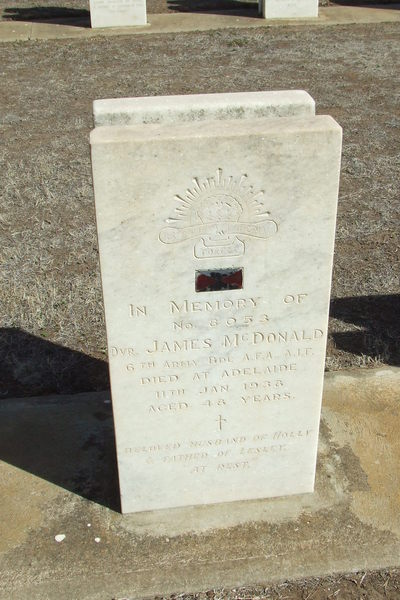 In Memory of
No. 8053
Dvr. James McDonald
6th Army Bde. A.F.A. A.I.F.
Died at Adelaide
11th Jan 1938
Aged 48 years.
Beloved husband of Molly
& father of Lesley.
At rest.